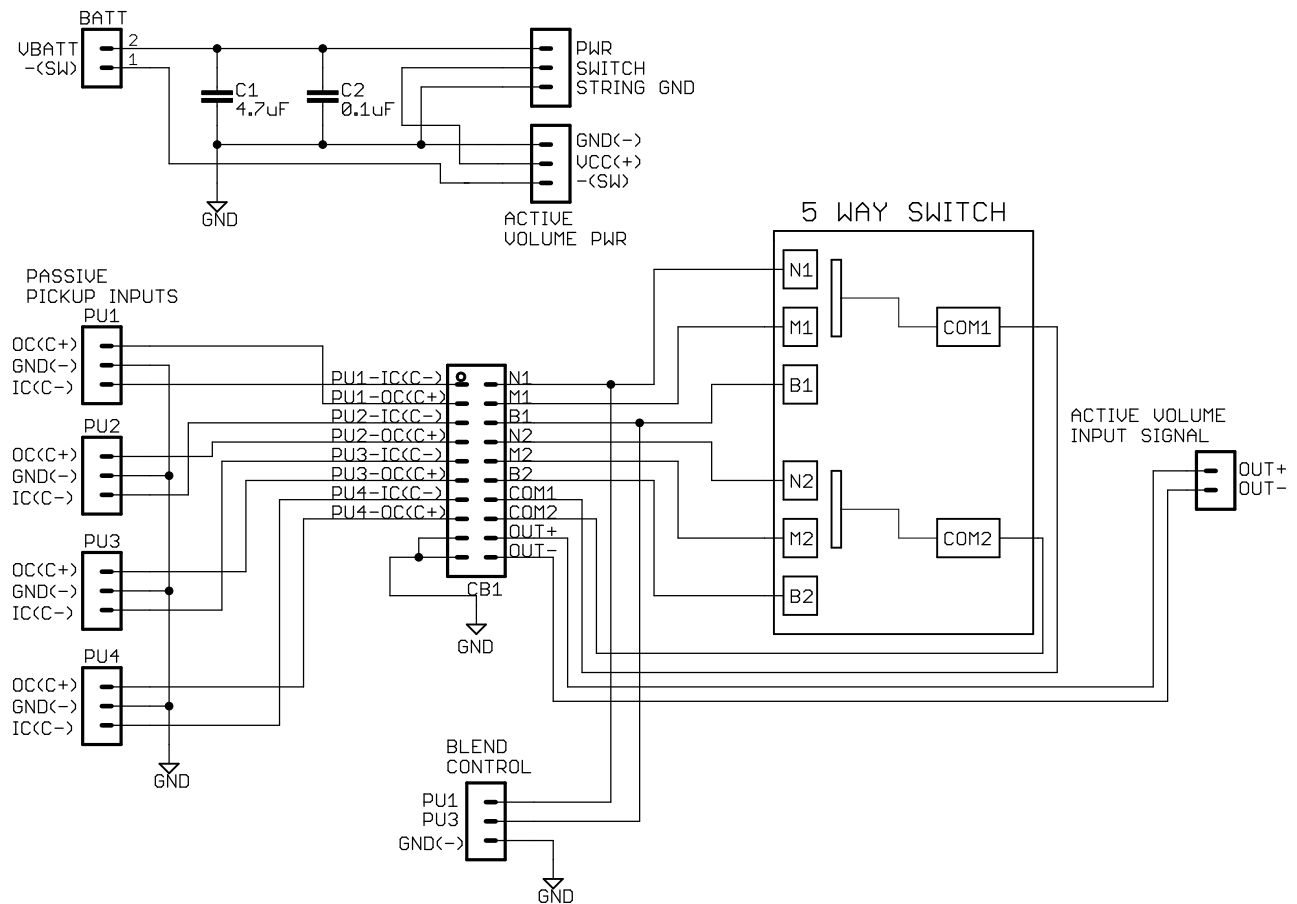 BATT
VBATT 2
-(SW) 1
C1
4.7uF
C2
0.1uF
PWR
SWITCH
STRING GND
GND(-)
VCC(+)
-(SW)
GND
ACTIVE
VOLUME PWR
5 WAY SWITCH
N1
M1
COM1
B1
N2
M2
COM2
B2
PASSIVE
PICKUP INPUTS
PU1
OC(C+)
GND(-)
IC(C-)
PU2
OC(C+)
GND(-)
IC(C-)
PU3
OC(C+)
GND(-)
IC(C-)
PU4
OC(C+)
GND(-)
IC(C-)
GND
PU1-IC(C-)
PU1-OC(C+)
PU2-IC(C-)
PU2-OC(C+)
PU3-IC(C-)
PU3-OC(C+)
PU4-IC(C-)
PU4-OC(C+)
N1
M1
B1
N2
M2
B2
COM1
COM2
OUT+
OUT-
CB1
GND
ACTIVE VOLUME
INPUT SIGNAL
OUT+
OUT-
BLEND
CONTROL
PU1
PU3
GND(-)
GND